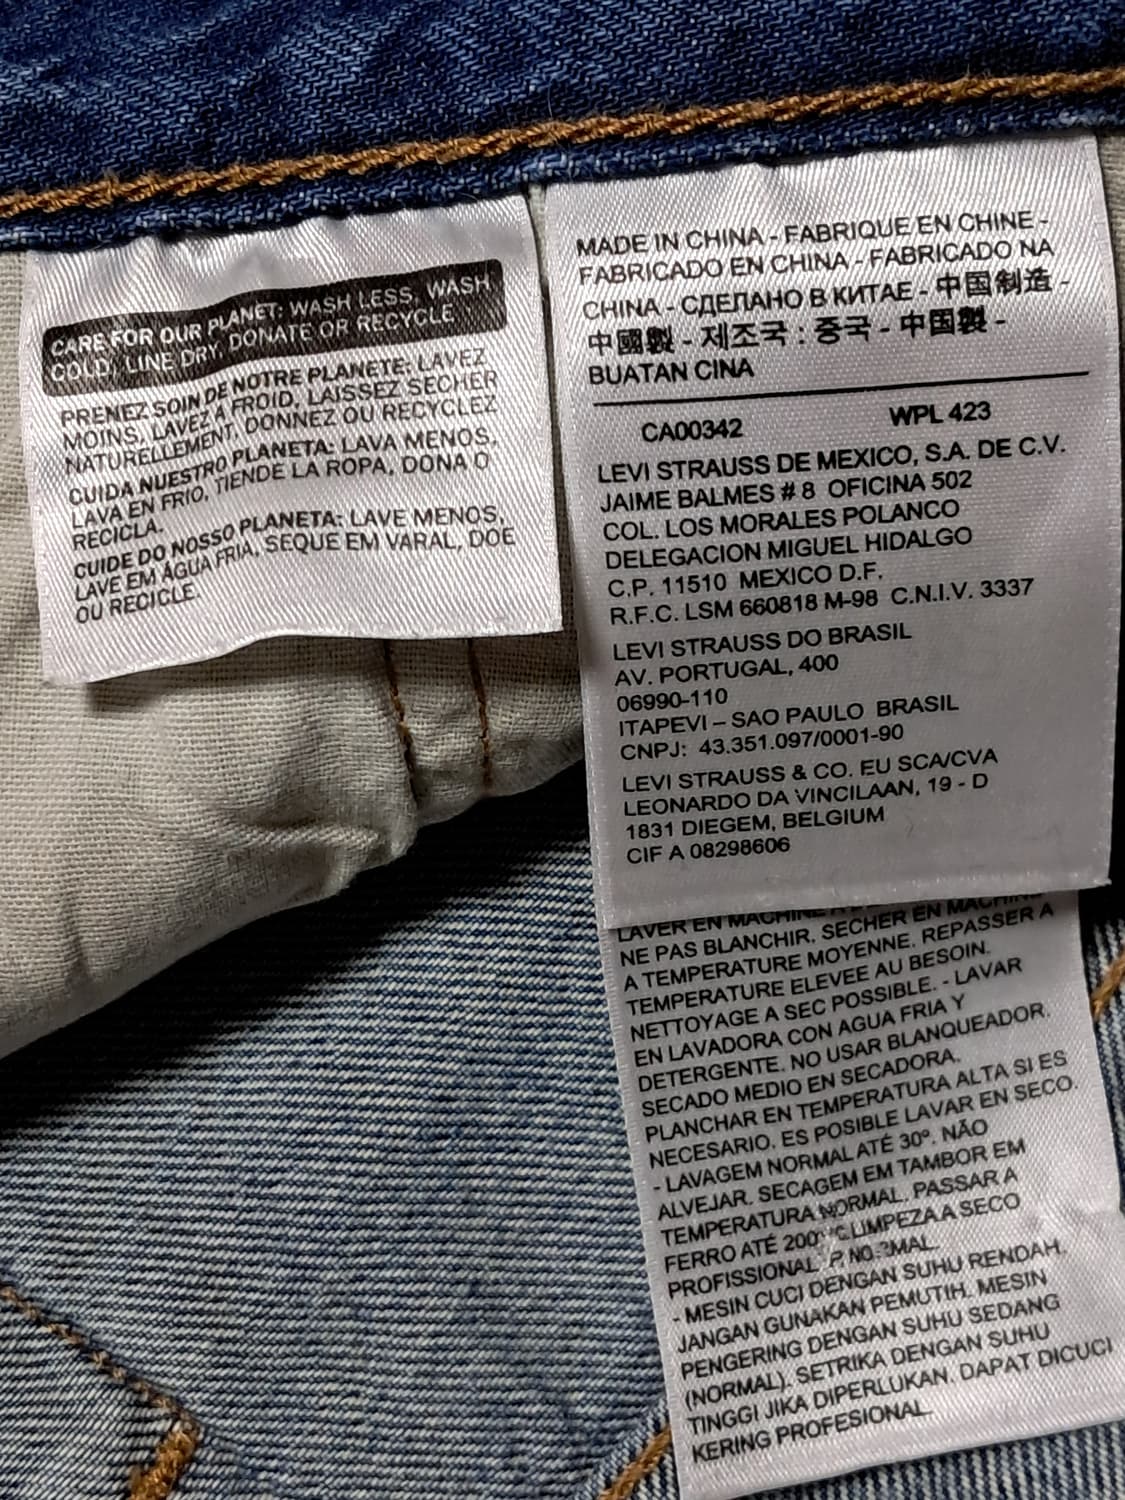 CARE FOR OUR PLANET: WASH LESS, WASH
COLD, LINE DRY, DONATE OR RECYCLE
PRENEZ SOIN DE NOTRE PLANETE: LAVEZ
MOINS, LAVEZ A FROID, LAISSEZ SECHER
NATURELLEMENT, DONNEZ OU RECYCLEZ
CUIDA NUESTRO PLANETA: LAVA MENOS,
LAVA EN FRIO, TIENDE LA ROPA, DONA O
RECICLA.
CUIDE DO NOSSO PLANETA: LAVE MENOS,
LAVE EM ÁGUA FRIA, SEQUE EM VARAL, DOE
OU RECICLE.
MADE IN CHINA - FABRIQUE EN CHINE -
FABRICADO EN CHINA - FABRICADO NA
CHINA - СДЕЛАНО В КИТАЕ - 中国制造 -
中國製 - 제조국 : 중국 - 中国製 -
BUATAN CINA
CA00342 WPL 423
LEVI STRAUSS DE MEXICO, S.A. DE C.V.
JAIME BALMES # 8 OFICINA 502
COL. LOS MORALES POLANCO
DELEGACION MIGUEL HIDALGO
C.P. 11510 MEXICO D.F.
R.F.C. LSM 660818 M-98 C.N.I.V. 3337
LEVI STRAUSS DO BRASIL
AV. PORTUGAL, 400
06990-110
ITAPEVI – SAO PAULO BRASIL
CNPJ: 43.351.097/0001-90
LEVI STRAUSS & CO. EU SCA/CVA
LEONARDO DA VINCILAAN, 19 - D
1831 DIEGEM, BELGIUM
CIF A 08298606
LAVER EN MACHINE
NE PAS BLANCHIR. SECHER EN MACHINE
A TEMPERATURE MOYENNE. REPASSER A
TEMPERATURE ELEVEE AU BESOIN.
NETTOYAGE A SEC POSSIBLE. - LAVAR
EN LAVADORA CON AGUA FRIA Y
DETERGENTE. NO USAR BLANQUEADOR.
SECADO MEDIO EN SECADORA.
PLANCHAR EN TEMPERATURA ALTA SI ES
NECESARIO. ES POSIBLE LAVAR EN SECO.
- LAVAGEM NORMAL ATÉ 30º. NÃO
ALVEJAR. SECAGEM EM TAMBOR EM
TEMPERATURA NORMAL. PASSAR A
FERRO ATÉ 200 ºC. LIMPEZA A SECO
PROFISSIONAL P, NORMAL.
- MESIN CUCI DENGAN SUHU RENDAH.
JANGAN GUNAKAN PEMUTIH. MESIN
PENGERING DENGAN SUHU SEDANG
(NORMAL). SETRIKA DENGAN SUHU
TINGGI JIKA DIPERLUKAN. DAPAT DICUCI
KERING PROFESIONAL.